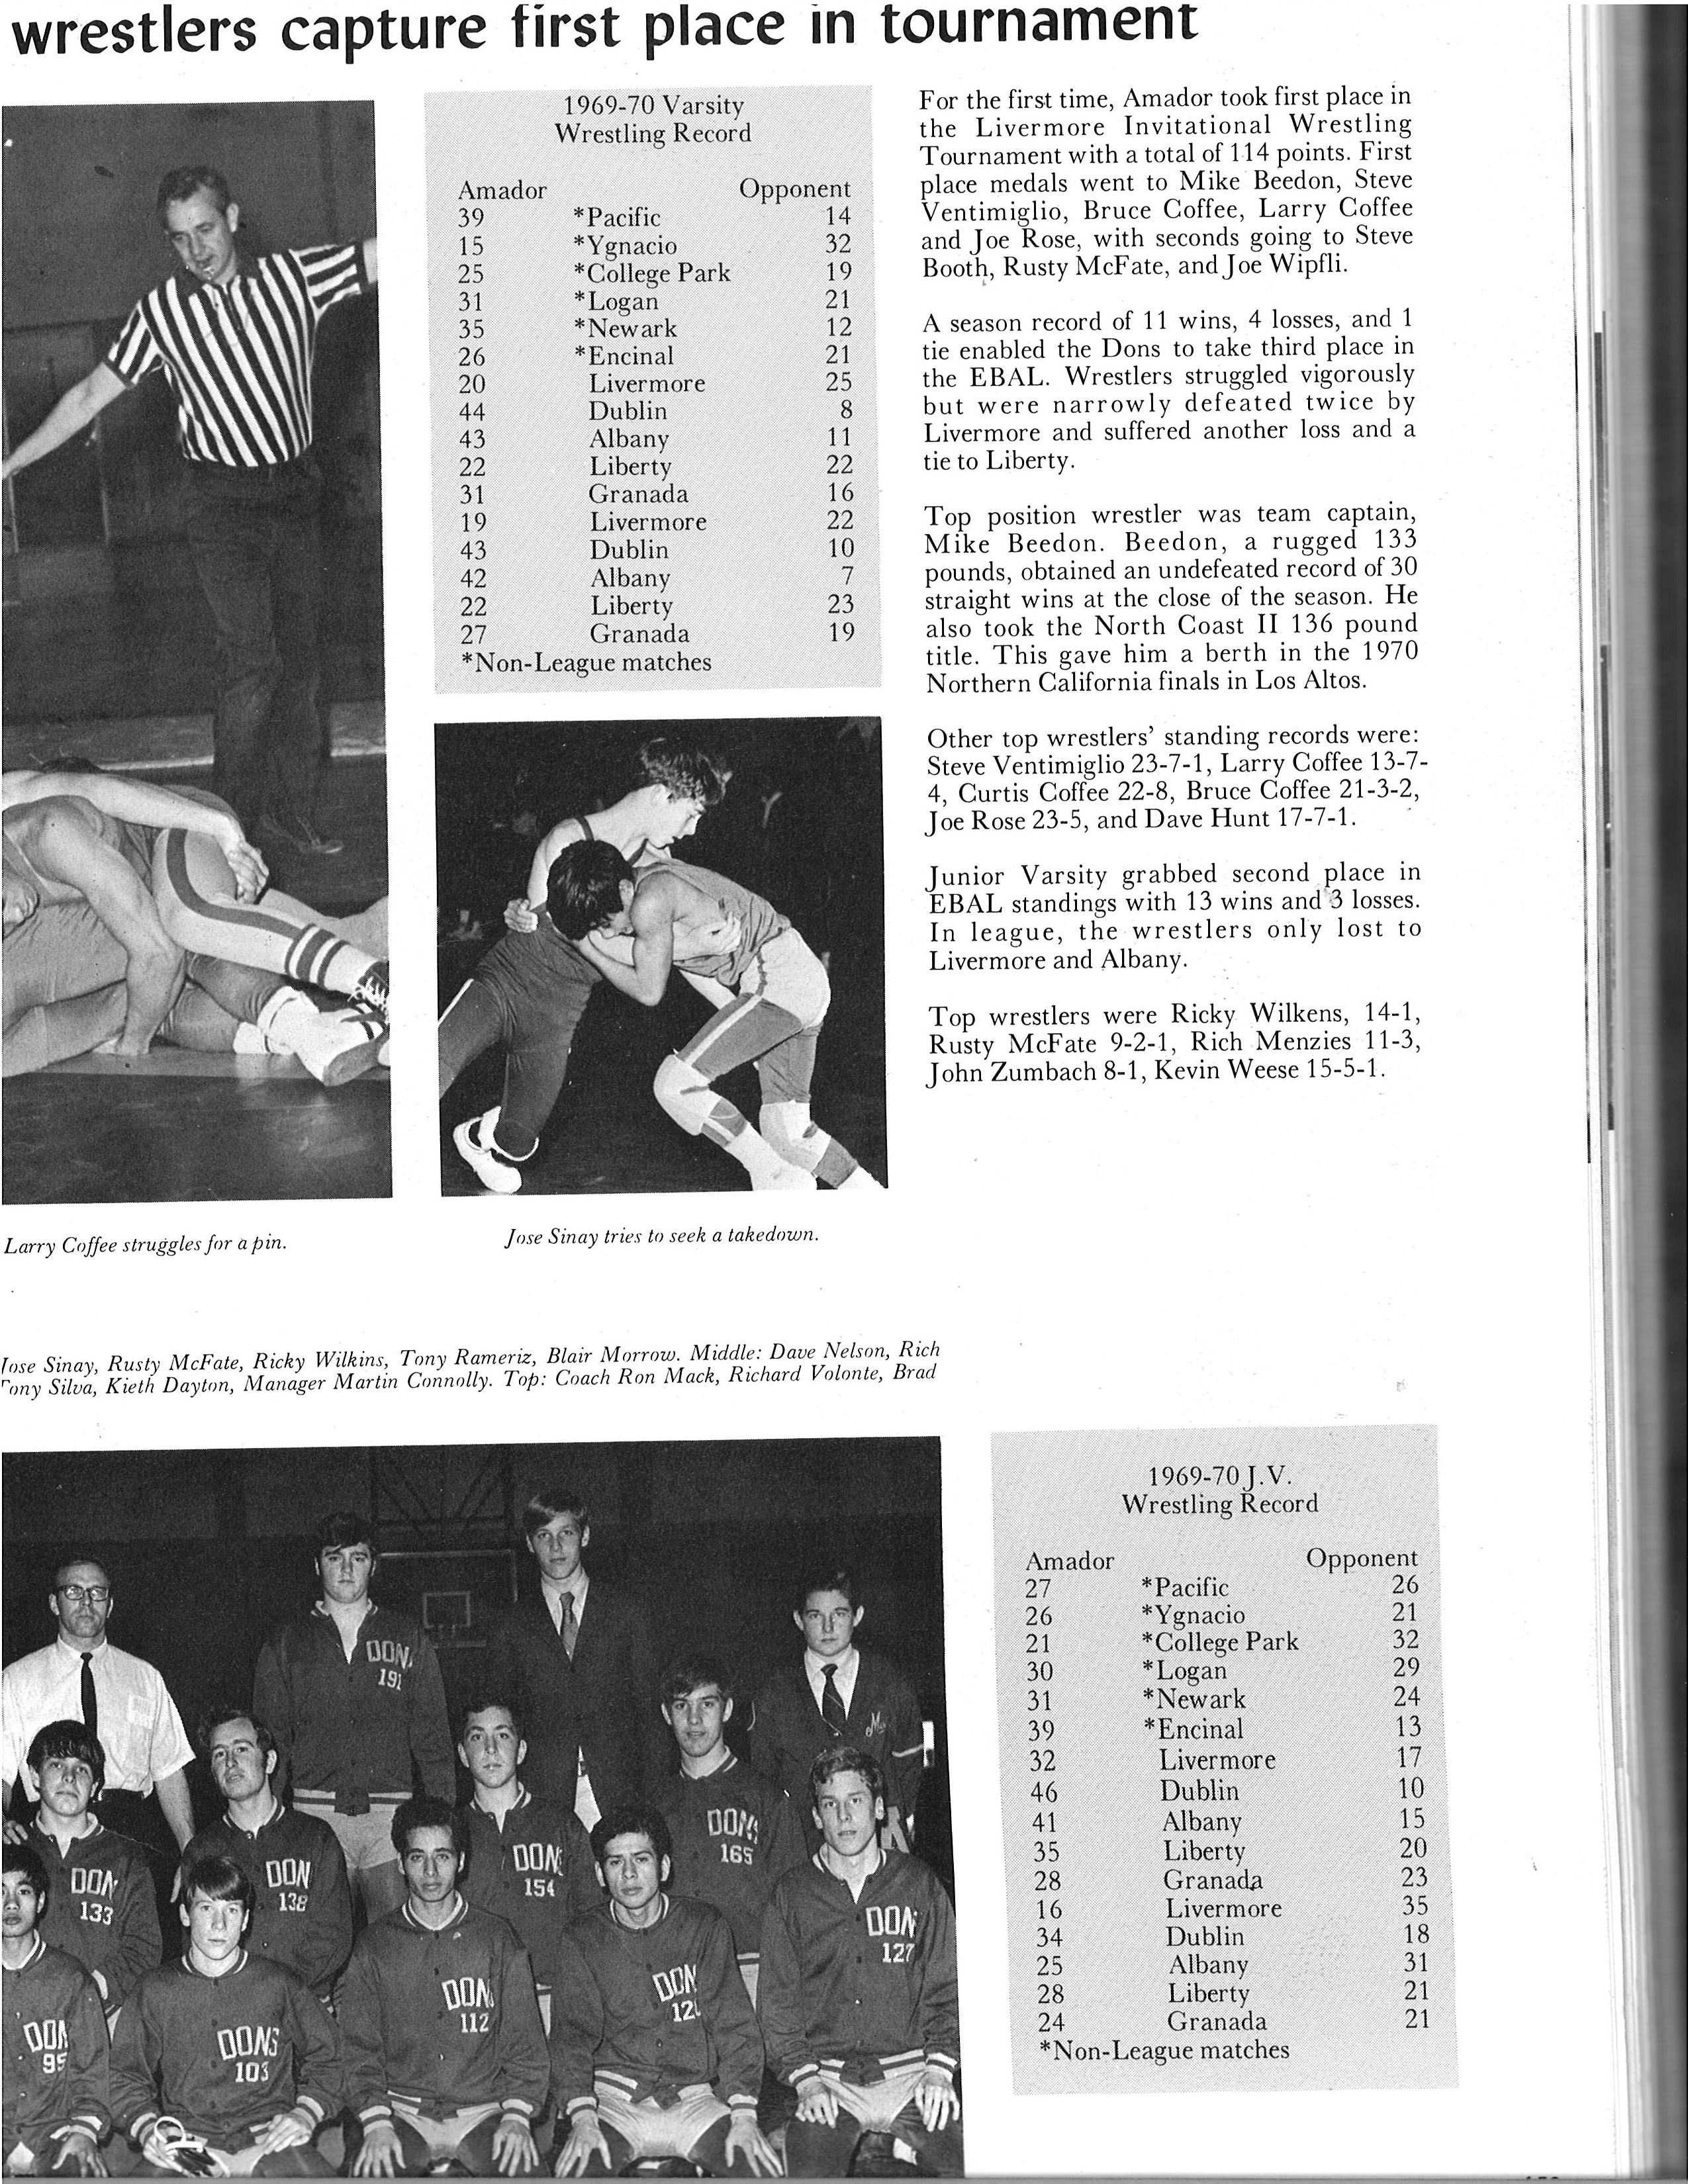 wrestlers capture first place in tournament
1969-70 Varsity
Wrestling Record
Amador Opponent
39 *Pacific 14
15 *Ygnacio 32
25 *College Park 19
31 *Logan 21
35 *Newark 12
26 *Encinal 21
20 Livermore 25
44 Dublin 8
43 Albany 11
22 Liberty 22
31 Granada 16
19 Livermore 22
43 Dublin 10
42 Albany 7
22 Liberty 23
27 Granada 19
*Non-League matches
For the first time, Amador took first place in
the Livermore Invitational Wrestling
Tournament with a total of 114 points. First
place medals went to Mike Beedon, Steve
Ventimiglio, Bruce Coffee, Larry Coffee
and Joe Rose, with seconds going to Steve
Booth, Rusty McFate, and Joe Wipfli.
A season record of 11 wins, 4 losses, and 1
tie enabled the Dons to take third place in
the EBAL. Wrestlers struggled vigorously
but were narrowly defeated twice by
Livermore and suffered another loss and a
tie to Liberty.
Top position wrestler was team captain,
Mike Beedon. Beedon, a rugged 133
pounds, obtained an undefeated record of 30
straight wins at the close of the season. He
also took the North Coast II 136 pound
title. This gave him a berth in the 1970
Northern California finals in Los Altos.
Other top wrestlers' standing records were:
Steve Ventimiglio 23-7-1, Larry Coffee 13-7-
4, Curtis Coffee 22-8, Bruce Coffee 21-3-2,
Joe Rose 23-5, and Dave Hunt 17-7-1.
Junior Varsity grabbed second place in
EBAL standings with 13 wins and 3 losses.
In league, the wrestlers only lost to
Livermore and Albany.
Top wrestlers were Ricky Wilkens, 14-1,
Rusty McFate 9-2-1, Rich Menzies 11-3,
John Zumbach 8-1, Kevin Weese 15-5-1.
Larry Coffee struggles for a pin.
Jose Sinay tries to seek a takedown.
Jose Sinay, Rusty McFate, Ricky Wilkins, Tony Rameriz, Blair Morrow. Middle: Dave Nelson, Rich
Tony Silva, Kieth Dayton, Manager Martin Connolly. Top: Coach Ron Mack, Richard Volonte, Brad
DON
191
DON
133
DON
138
DONS
154
DONS
165
DON
127
DON
95
DONS
103
DONS
112
DON
12
1969-70 J.V.
Wrestling Record
Amador Opponent
27 *Pacific 26
26 *Ygnacio 21
21 *College Park 32
30 *Logan 29
31 *Newark 24
39 *Encinal 13
32 Livermore 17
46 Dublin 10
41 Albany 15
35 Liberty 20
28 Granada 23
16 Livermore 35
34 Dublin 18
25 Albany 31
28 Liberty 21
24 Granada 21
*Non-League matches